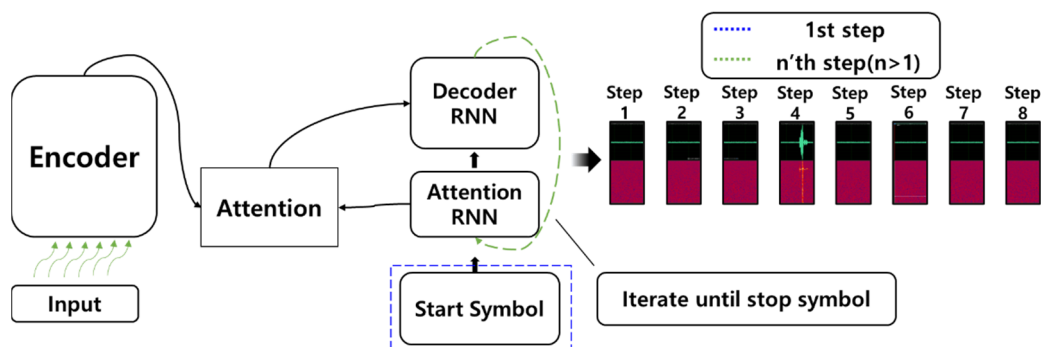 1st step
n'th step(n>1)
Encoder
Input
Attention
Decoder
RNN
Attention
RNN
Start Symbol
Iterate until stop symbol
Step
1
Step
2
Step
3
Step
4
Step
5
Step
6
Step
7
Step
8